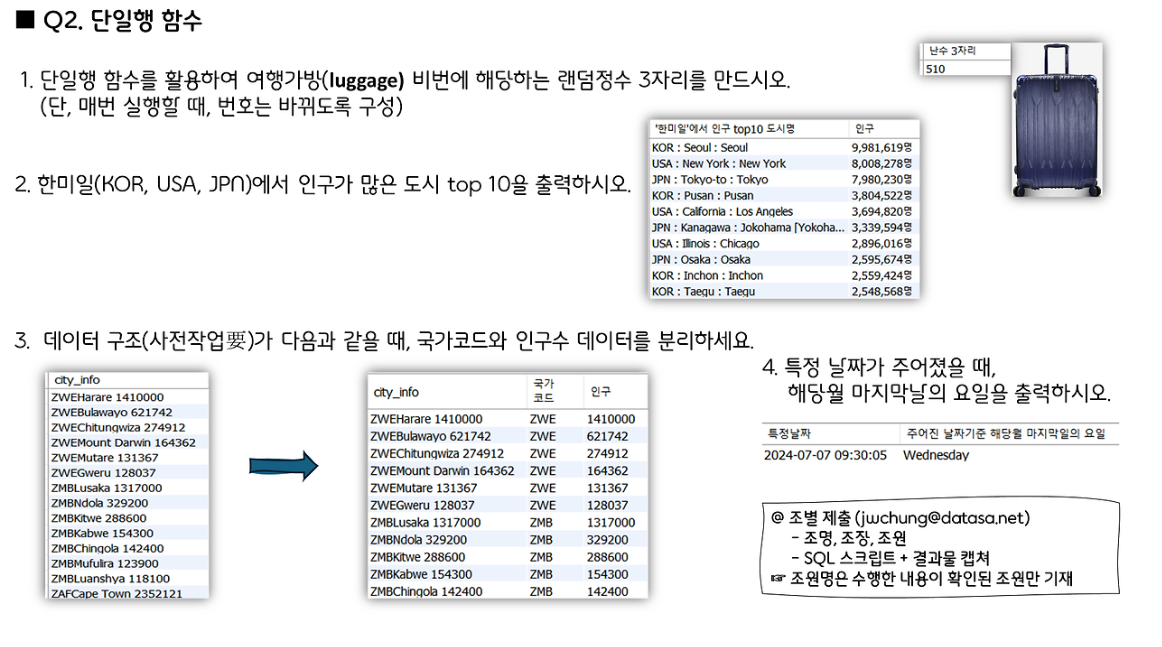 ■ Q2. 단일행 함수
1. 단일행 함수를 활용하여 여행가방(luggage) 비번에 해당하는 랜덤정수 3자리를 만드시오.
(단, 매번 실행할 때, 번호는 바뀌도록 구성)
난수 3자리
510
2. 한미일(KOR, USA, JPN)에서 인구가 많은 도시 top 10을 출력하시오.
'한미일'에서 인구 top10 도시명 인구
KOR : Seoul : Seoul 9,981,619명
USA : New York : New York 8,008,278명
JPN : Tokyo-to : Tokyo 7,980,230명
KOR : Pusan : Pusan 3,804,522명
USA : California : Los Angeles 3,694,820명
JPN : Kanagawa : Jokohama [Yokoha... 3,339,594명
USA : Illinois : Chicago 2,896,016명
JPN : Osaka : Osaka 2,595,674명
KOR : Inchon : Inchon 2,559,424명
KOR : Taegu : Taegu 2,548,568명
3. 데이터 구조(사전작업要)가 다음과 같을 때, 국가코드와 인구수 데이터를 분리하세요.
city_info
ZWEHarare 1410000
ZWEBulawayo 621742
ZWEChitungwiza 274912
ZWEMount Darwin 164362
ZWEMutare 131367
ZWEGweru 128037
ZMBLusaka 1317000
ZMBNdola 329200
ZMBKitwe 288600
ZMBKabwe 154300
ZMBChingola 142400
ZMBMufulira 123900
ZMBLuanshya 118100
ZAFCape Town 2352121
city_info 국가 코드 인구
ZWEHarare 1410000 ZWE 1410000
ZWEBulawayo 621742 ZWE 621742
ZWEChitungwiza 274912 ZWE 274912
ZWEMount Darwin 164362 ZWE 164362
ZWEMutare 131367 ZWE 131367
ZWEGweru 128037 ZWE 128037
ZMBLusaka 1317000 ZMB 1317000
ZMBNdola 329200 ZMB 329200
ZMBKitwe 288600 ZMB 288600
ZMBKabwe 154300 ZMB 154300
ZMBChingola 142400 ZMB 142400
4. 특정 날짜가 주어졌을 때,
해당월 마지막날의 요일을 출력하시오.
특정날짜 주어진 날짜기준 해당월 마지막일의 요일
2024-07-07 09:30:05 Wednesday
@ 조별 제출 (jwchung@datasa.net)
- 조명, 조장, 조원
- SQL 스크립트 + 결과물 캡쳐
☞ 조원명은 수행한 내용이 확인된 조원만 기재